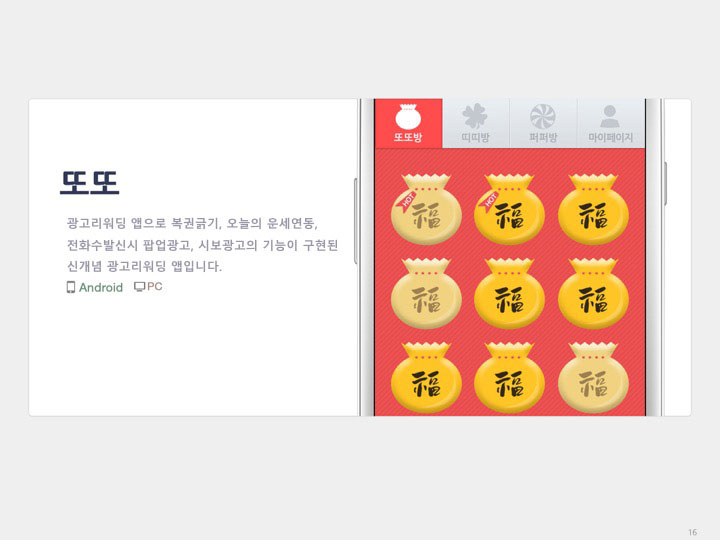 또또
광고리워딩 앱으로 복권긁기, 오늘의 운세연동,
전화수발신시 팝업광고, 시보광고의 기능이 구현된
신개념 광고리워딩 앱입니다.
Android PC
또또방 띠띠방 퍼퍼방 마이페이지
HOT 福 HOT 福 福
福 福 福
福 福 福
16